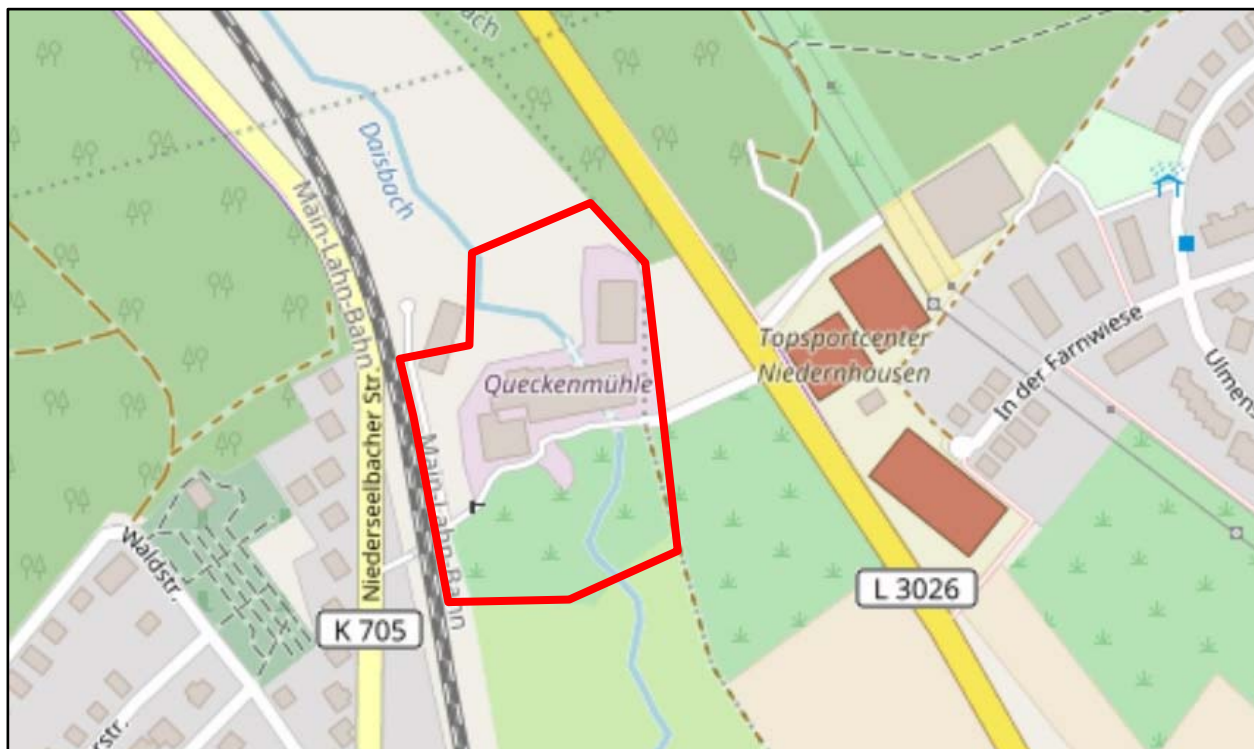 bach
Daisbach
Main-Lahn-Bahn
Niederselbacher Str.
Queckenmühle
Topsportcenter
Niedernhausen
In der Farnwiese
Ulmen
Main-Lahn-Bahn
Waldstr.
K 705
L 3026
rstr.